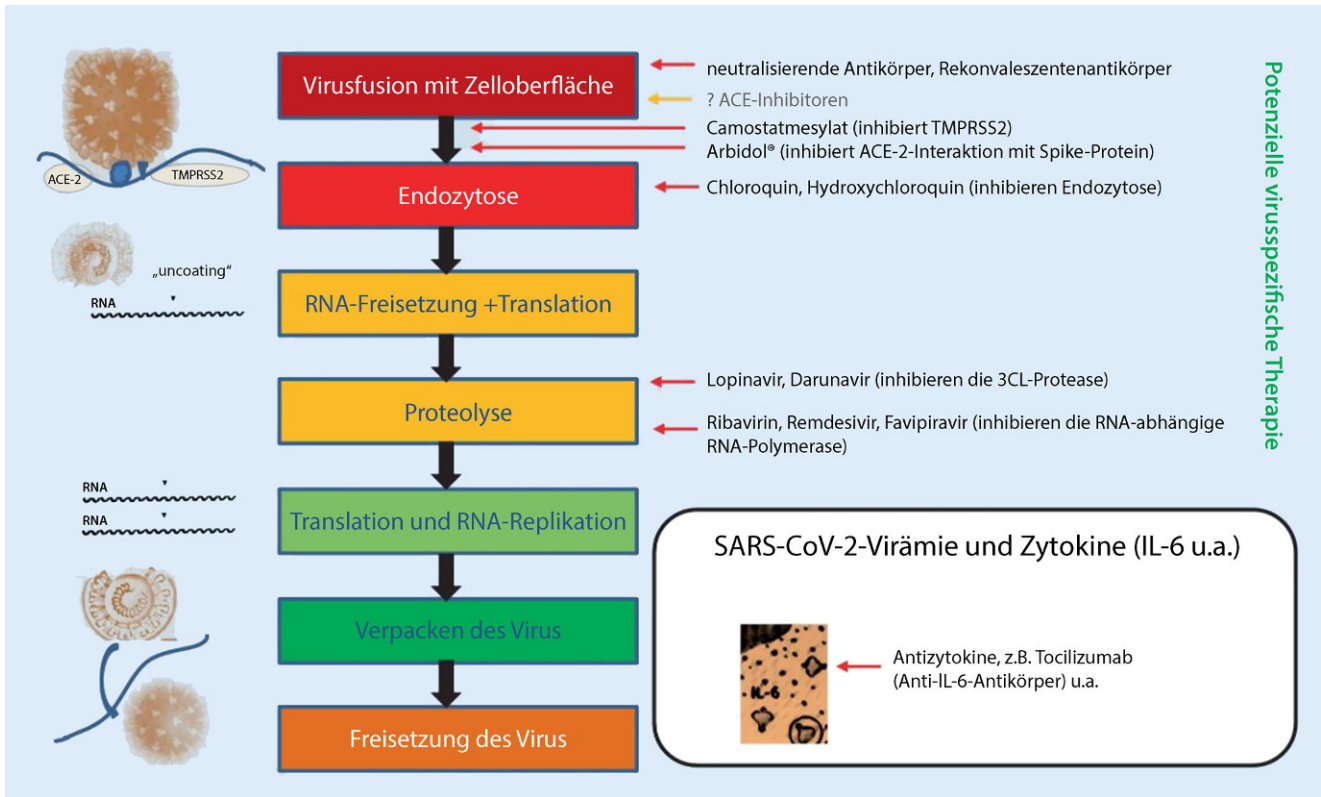 Virusfusion mit Zelloberfläche
neutralisierende Antikörper, Rekonvaleszentenantikörper
? ACE-Inhibitoren
Camostatmesylat (inhibiert TMPRSS2)
Arbidol® (inhibiert ACE-2-Interaktion mit Spike-Protein)
ACE-2
TMPRSS2
Endozytose
Chloroquin, Hydroxychloroquin (inhibieren Endozytose)
„uncoating“
RNA
RNA-Freisetzung +Translation
Lopinavir, Darunavir (inhibieren die 3CL-Protease)
Proteolyse
Ribavirin, Remdesivir, Favipiravir (inhibieren die RNA-abhängige
RNA-Polymerase)
RNA
RNA
Translation und RNA-Replikation
Verpacken des Virus
Freisetzung des Virus
Potenzielle virusspezifische Therapie
SARS-CoV-2-Virämie und Zytokine (IL-6 u.a.)
IL-6
Antizytokine, z.B. Tocilizumab
(Anti-IL-6-Antikörper) u.a.